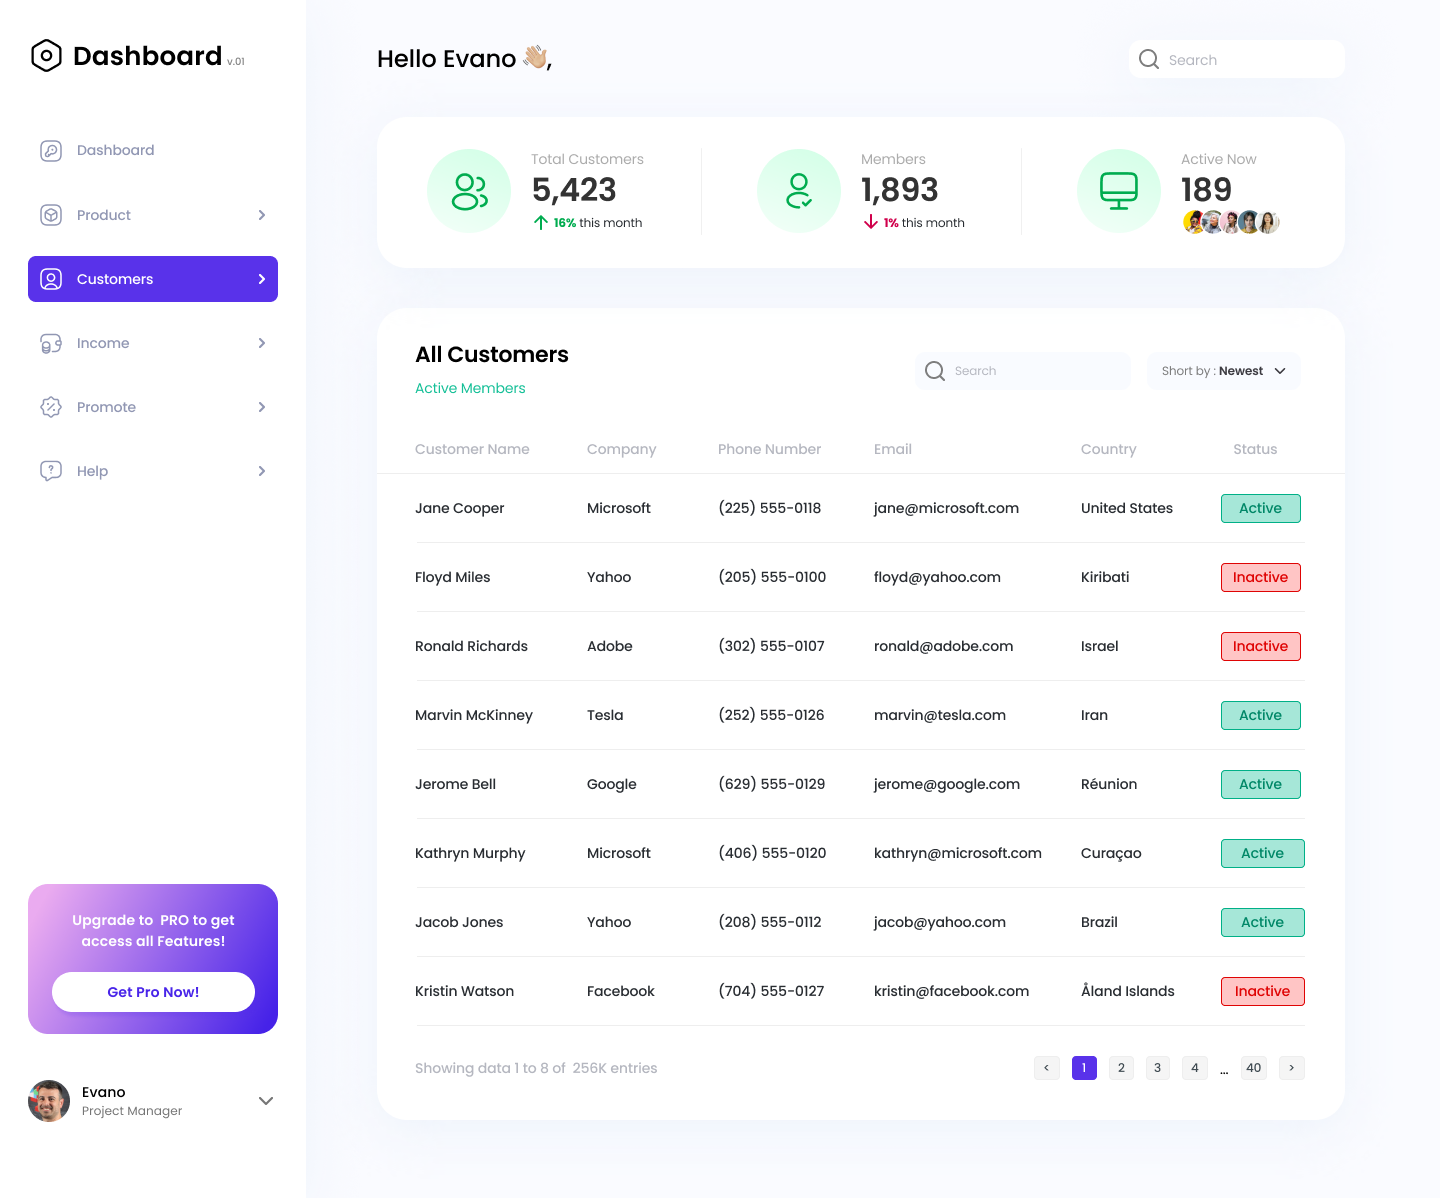 Dashboard v.01
Dashboard
Product
Customers
Income
Promote
Help
Upgrade to PRO to get
access all Features!
Get Pro Now!
Evano
Project Manager
Hello Evano 👋🏼,
Search
Total Customers
5,423
16% this month
Members
1,893
1% this month
Active Now
189
All Customers
Active Members
Search
Short by : Newest
Customer Name Company Phone Number Email Country Status
Jane Cooper Microsoft (225) 555-0118 jane@microsoft.com United States Active
Floyd Miles Yahoo (205) 555-0100 floyd@yahoo.com Kiribati Inactive
Ronald Richards Adobe (302) 555-0107 ronald@adobe.com Israel Inactive
Marvin McKinney Tesla (252) 555-0126 marvin@tesla.com Iran Active
Jerome Bell Google (629) 555-0129 jerome@google.com Réunion Active
Kathryn Murphy Microsoft (406) 555-0120 kathryn@microsoft.com Curaçao Active
Jacob Jones Yahoo (208) 555-0112 jacob@yahoo.com Brazil Active
Kristin Watson Facebook (704) 555-0127 kristin@facebook.com Åland Islands Inactive
Showing data 1 to 8 of 256K entries
< 1 2 3 4 ... 40 >